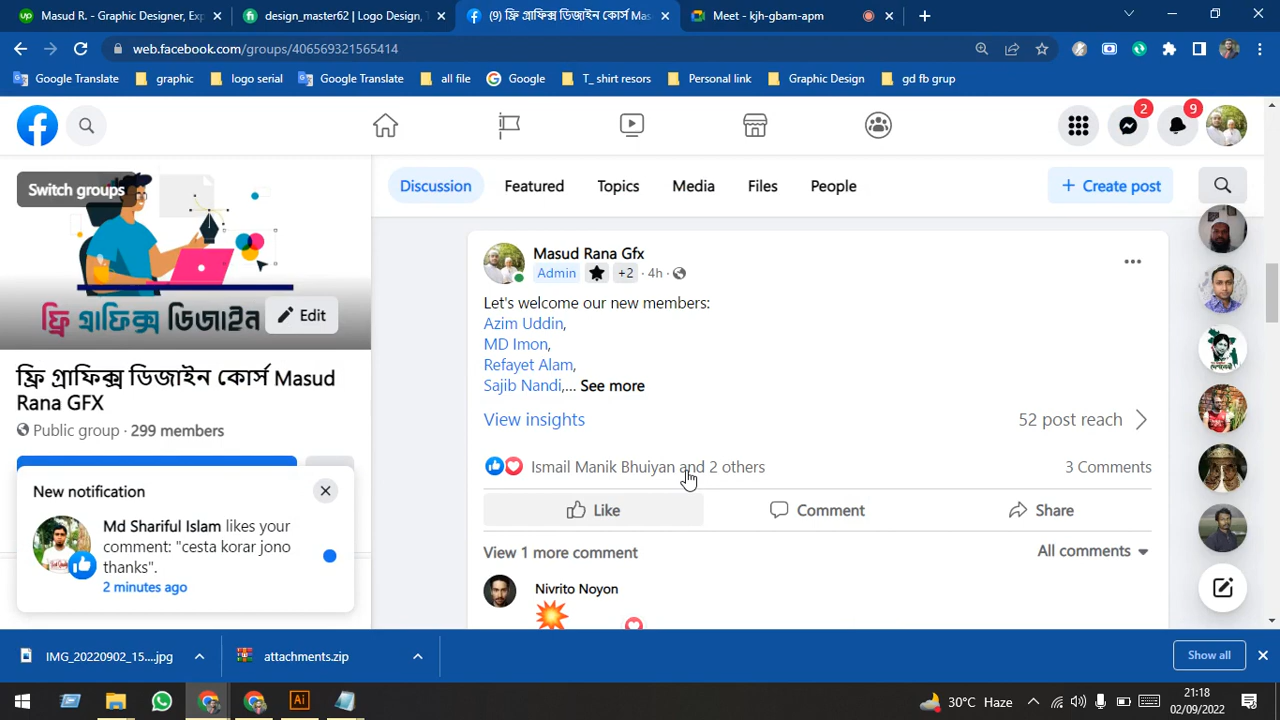 Masud R. - Graphic Designer, Exp
design_master62 | Logo Design, T
(9) ফ্রি গ্রাফিক্স ডিজাইন কোর্স Mas
Meet - kjh-gbam-apm
web.facebook.com/groups/406569321565414
Google Translate
graphic
logo serial
Google Translate
all file
Google
T_ shirt resors
Personal link
Graphic Design
gd fb grup
2
9
Switch groups
Discussion
Featured
Topics
Media
Files
People
+ Create post
ফ্রি গ্রাফিক্স ডিজাইন
Edit
ফ্রি গ্রাফিক্স ডিজাইন কোর্স Masud
Rana GFX
Public group · 299 members
Masud Rana Gfx
Admin +2 · 4h ·
Let's welcome our new members:
Azim Uddin,
MD Imon,
Refayet Alam,
Sajib Nandi,... See more
View insights
52 post reach
Ismail Manik Bhuiyan and 2 others
3 Comments
Like
Comment
Share
View 1 more comment
All comments
Nivrito Noyon
New notification
Md Shariful Islam likes your
comment: "cesta korar jono
thanks".
2 minutes ago
IMG_20220902_15....jpg
attachments.zip
Show all
Ai
30°C Haze
21:18
02/09/2022